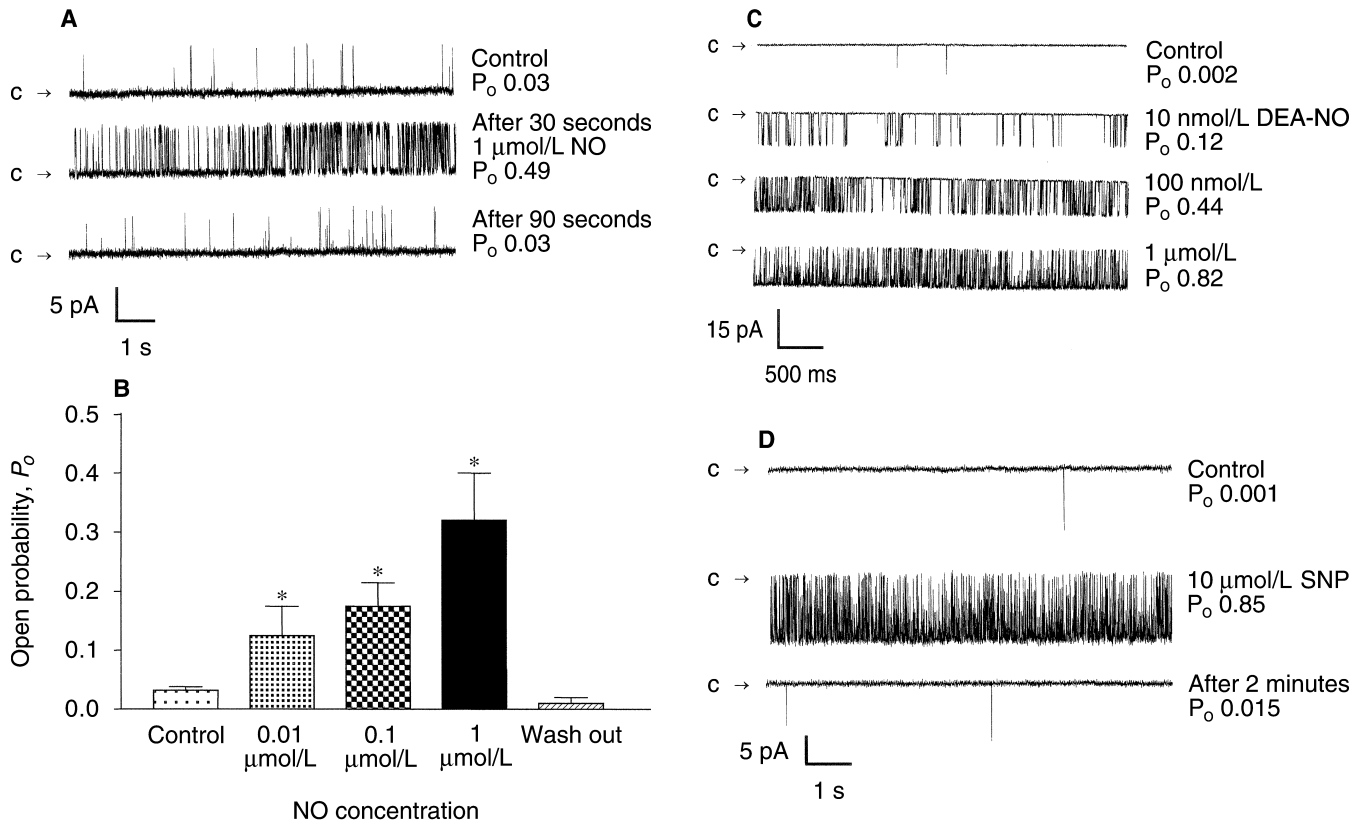 A
c →
Control
Po 0.03
c →
After 30 seconds
1 μmol/L NO
Po 0.49
c →
After 90 seconds
Po 0.03
5 pA
1 s
B
Open probability, Po
0.5
0.4
0.3
0.2
0.1
0.0
*
*
*
Control
0.01
μmol/L
0.1
μmol/L
1
μmol/L
Wash out
NO concentration
C
c →
Control
Po 0.002
c →
10 nmol/L DEA-NO
Po 0.12
c →
100 nmol/L
Po 0.44
c →
1 μmol/L
Po 0.82
15 pA
500 ms
D
c →
Control
Po 0.001
c →
10 μmol/L SNP
Po 0.85
c →
After 2 minutes
Po 0.015
5 pA
1 s